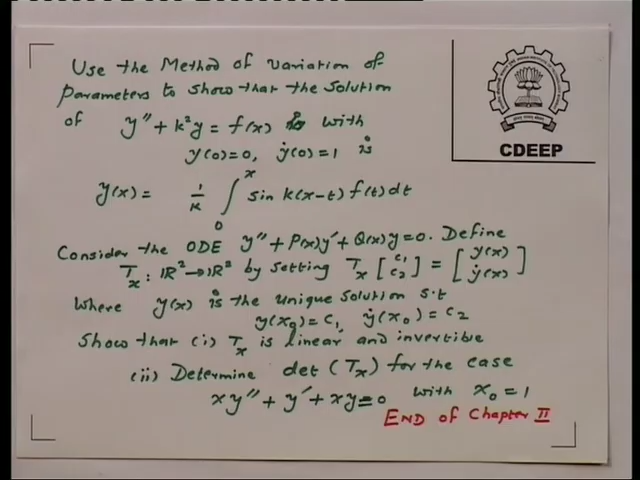 Use the Method of variation of
parameters to show that the solution
of y″ + k²y = f(x) with
y(0)=0, ẏ(0)=1 is
y(x) = 1/k ∫₀ˣ sin k(x-t) f(t) dt
Consider the ODE y″ + P(x)y′ + Q(x)y = 0. Define
Tₓ : ℝ² → ℝ² by setting Tₓ [c₁ c₂] = [y(x) ẏ(x)]
where y(x) is the unique solution s.t
y(x₀) = c₁, ẏ(x₀) = c₂
Show that (i) Tₓ is linear and invertible
(ii) Determine det (Tₓ) for the case
xy″ + y′ + xy = 0 with x₀ = 1
END of Chapter II
CDEEP